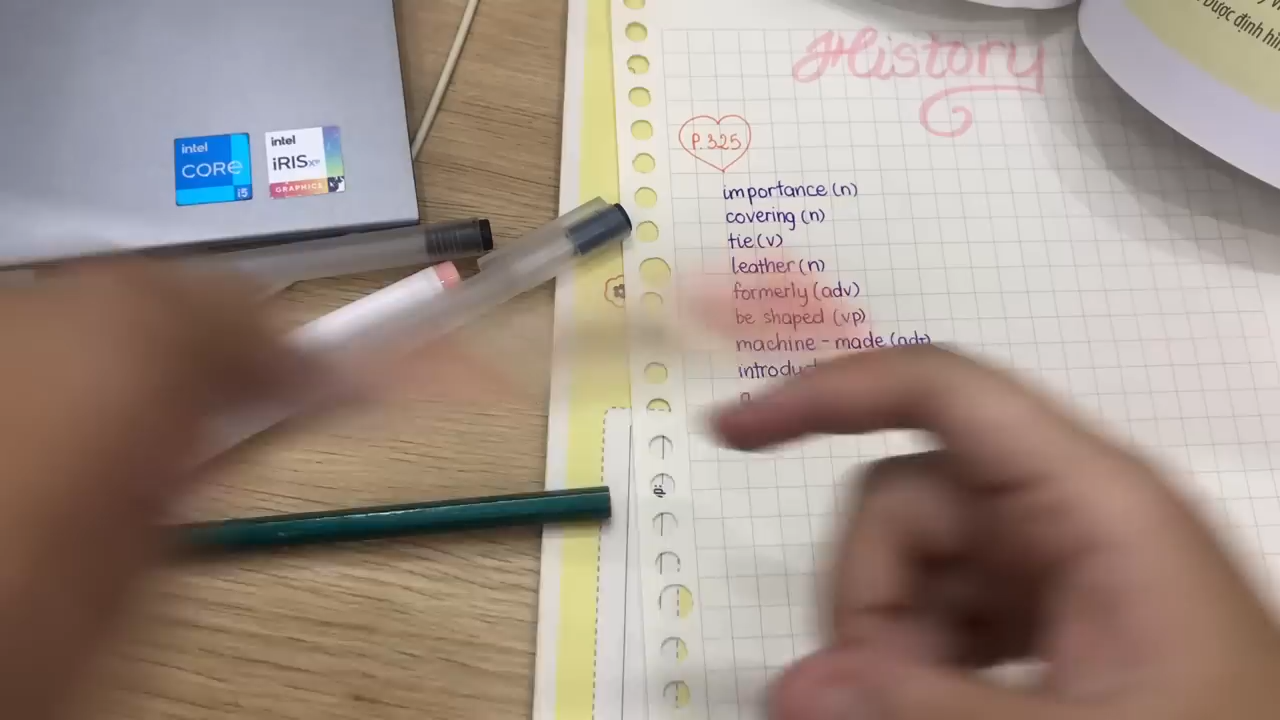 History
P.325
importance (n)
covering (n)
tie (v)
leather (n)
formerly (adv)
be shaped (vp)
machine-made (adj)
intel
CORE
i5
intel
iRIS Xe
GRAPHICS
Được định